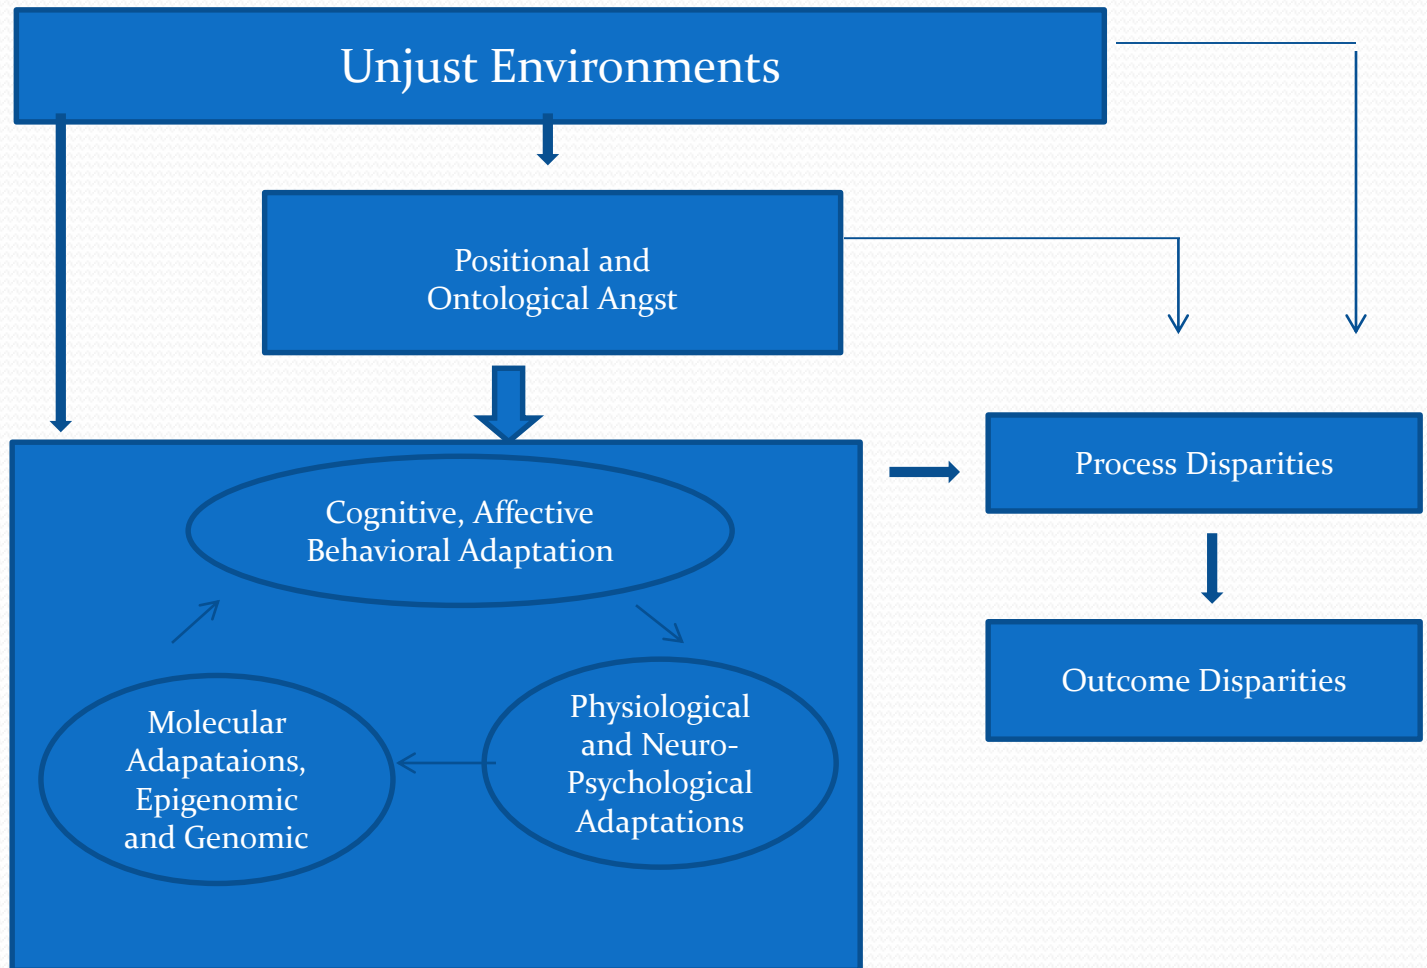 Unjust Environments
Positional and
Ontological Angst
Cognitive, Affective
Behavioral Adaptation
Molecular
Adapataions,
Epigenomic
and Genomic
Physiological
and Neuro-
Psychological
Adaptations
Process Disparities
Outcome Disparities